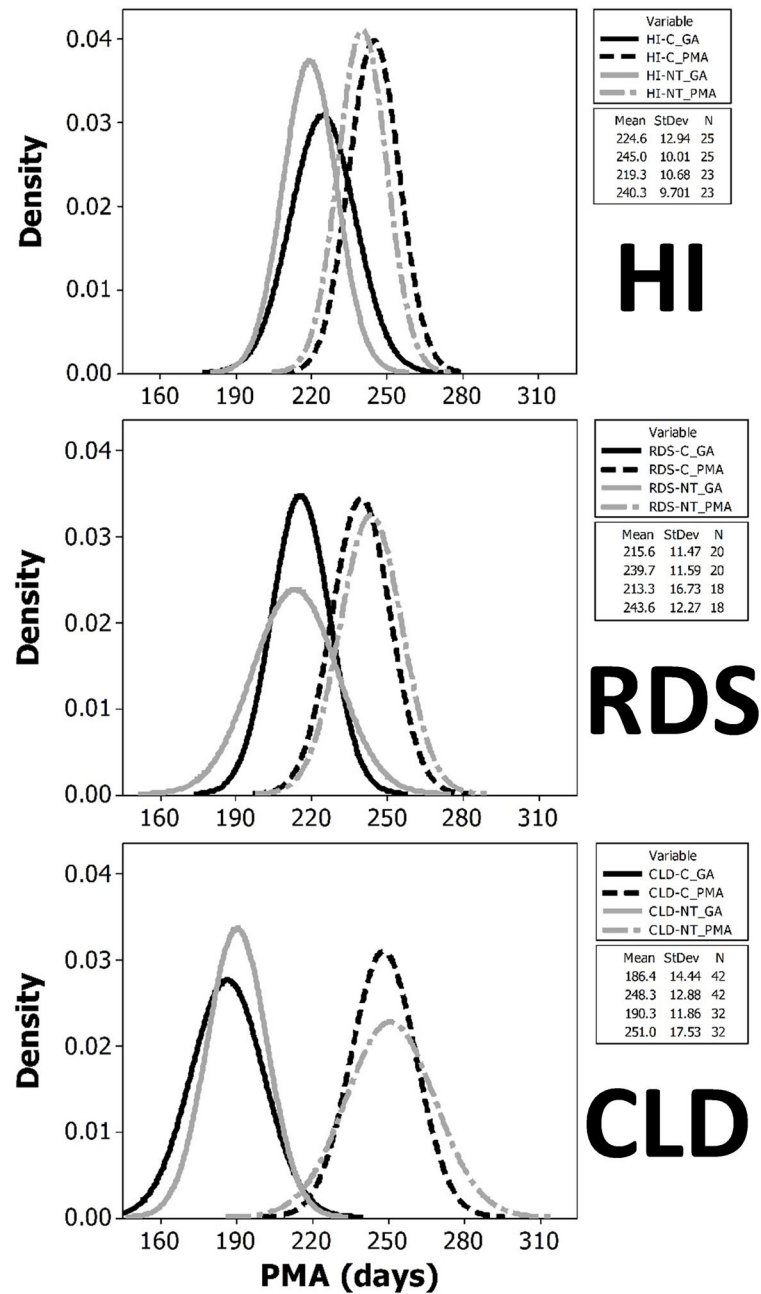 0.04
0.03
0.02
0.01
0.00
Density
160 190 220 250 280 310
Variable
HI-C_GA
HI-C_PMA
HI-NT_GA
HI-NT_PMA
Mean StDev N
224.6 12.94 25
245.0 10.01 25
219.3 10.68 23
240.3 9.701 23
HI
0.04
0.03
0.02
0.01
0.00
Density
160 190 220 250 280 310
Variable
RDS-C_GA
RDS-C_PMA
RDS-NT_GA
RDS-NT_PMA
Mean StDev N
215.6 11.47 20
239.7 11.59 20
213.3 16.73 18
243.6 12.27 18
RDS
0.04
0.03
0.02
0.01
0.00
Density
160 190 220 250 280 310
PMA (days)
Variable
CLD-C_GA
CLD-C_PMA
CLD-NT_GA
CLD-NT_PMA
Mean StDev N
186.4 14.44 42
248.3 12.88 42
190.3 11.86 32
251.0 17.53 32
CLD